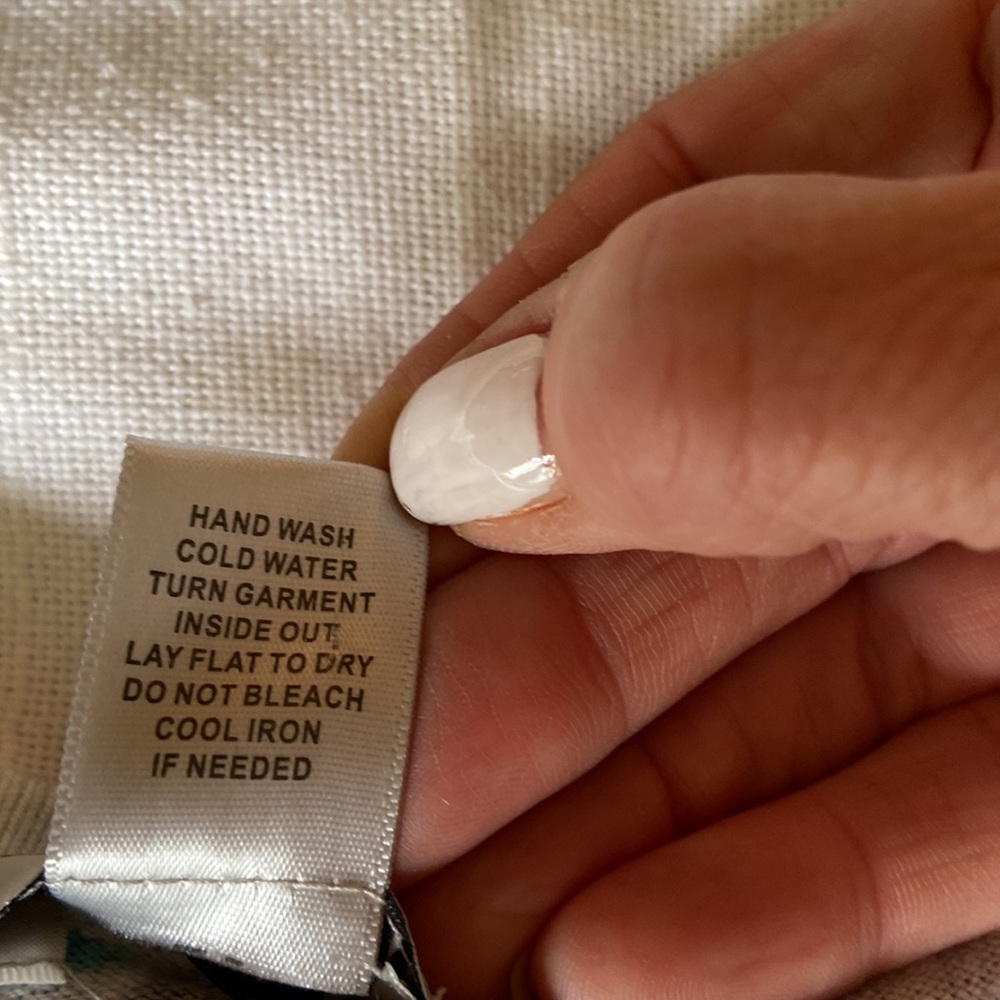 HAND WASH
COLD WATER
TURN GARMENT
INSIDE OUT
LAY FLAT TO DRY
DO NOT BLEACH
COOL IRON
IF NEEDED